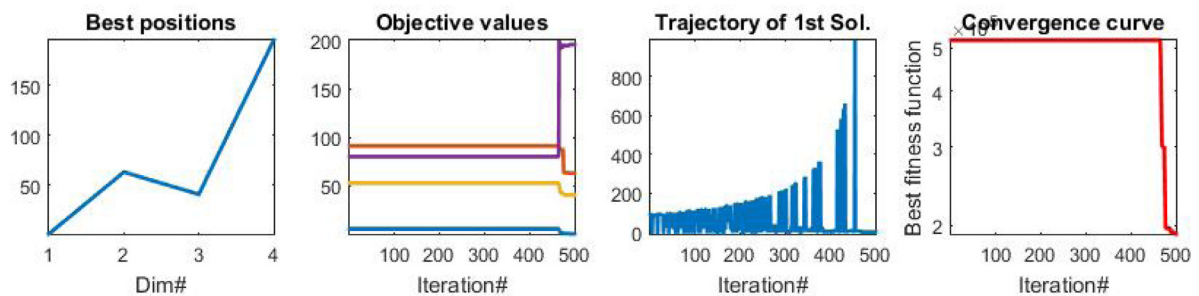 Best positions
150
100
50
1 2 3 4
Dim#
Objective values
200
150
100
50
100 200 300 400 500
Iteration#
Trajectory of 1st Sol.
800
600
400
200
0
100 200 300 400 500
Iteration#
Convergence curve
Best fitness function
5
4
3
2
100 200 300 400 500
Iteration#